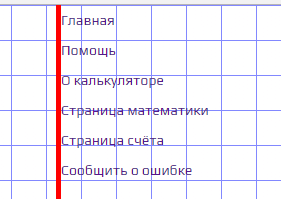 Главная
Помощь
О калькуляторе
Страница математики
Страница счёта
Сообщить о ошибке